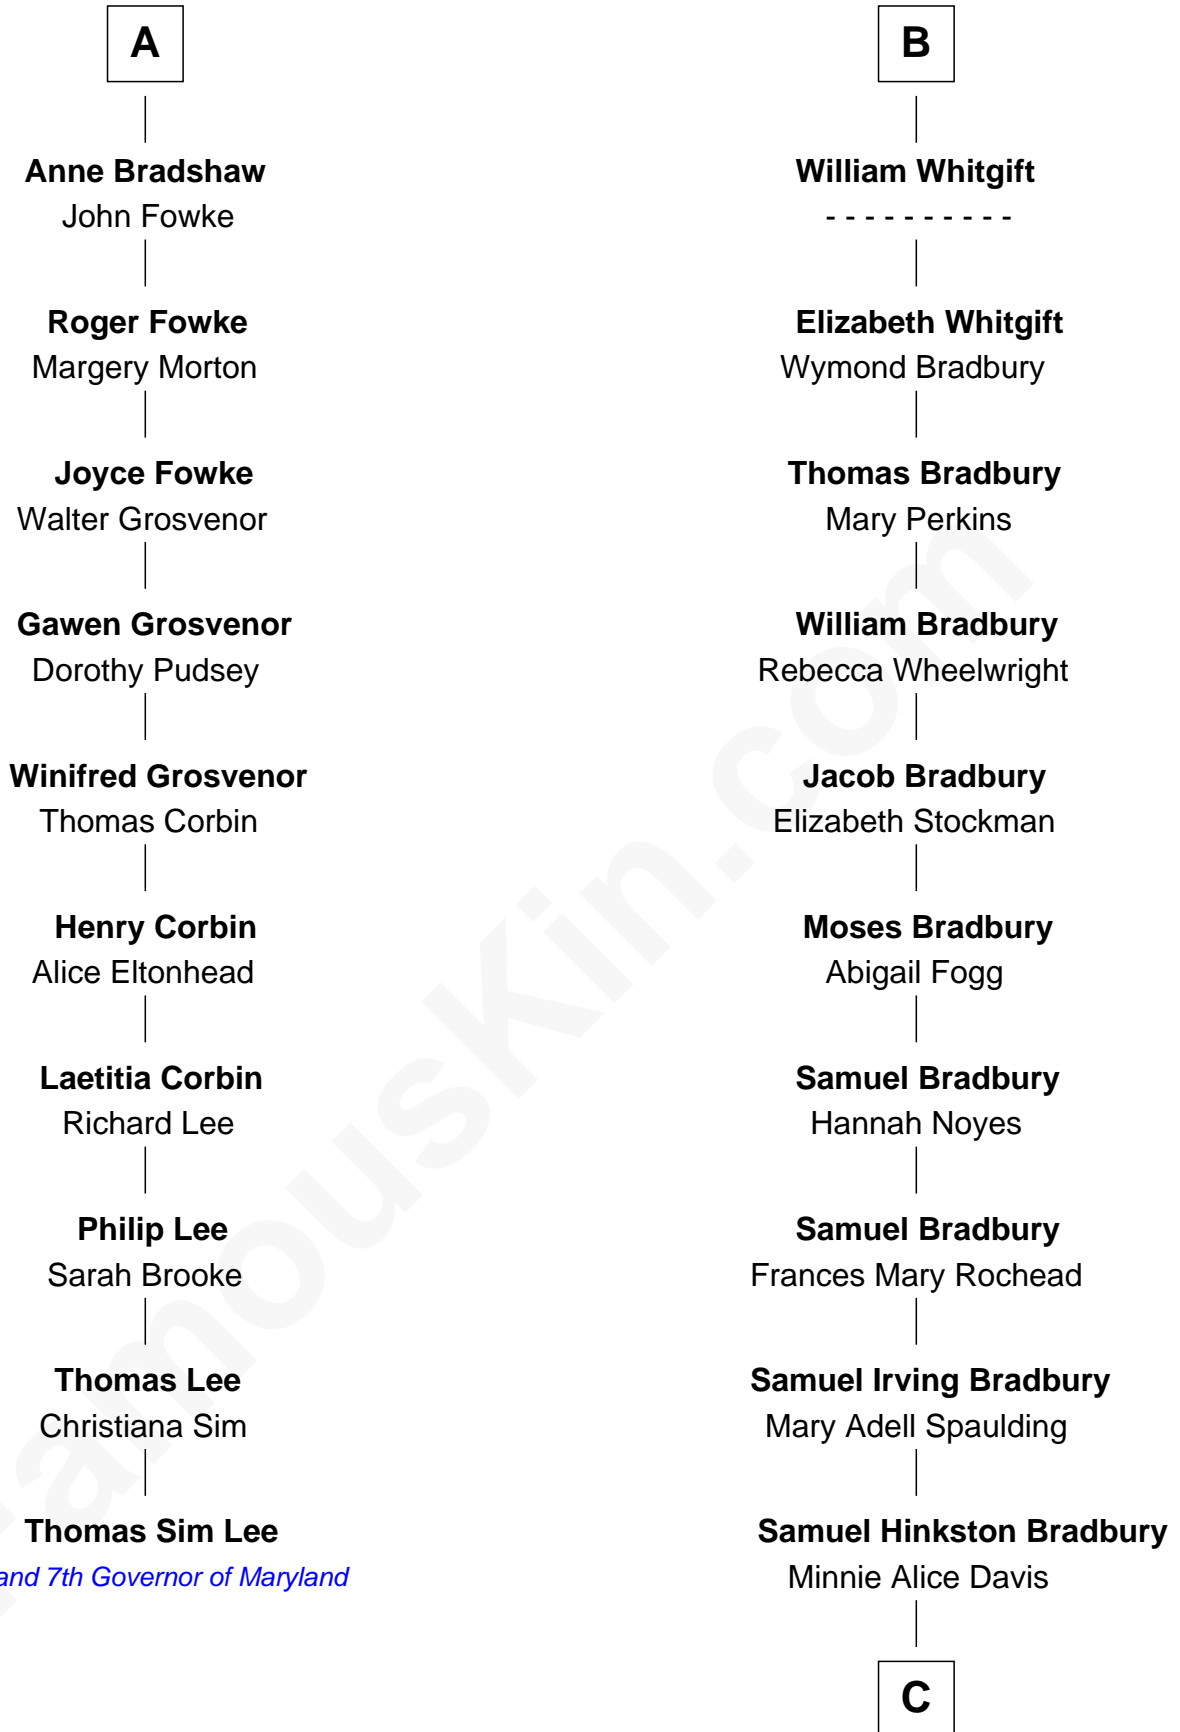 A
Anne Bradshaw
John Fowke
Roger Fowke
Margery Morton
Joyce Fowke
Walter Grosvenor
Gawen Grosvenor
Dorothy Pudsey
Winifred Grosvenor
Thomas Corbin
Henry Corbin
Alice Eltonhead
Laetitia Corbin
Richard Lee
Philip Lee
Sarah Brooke
Thomas Lee
Christiana Sim
Thomas Sim Lee
and 7th Governor of Maryland
B
William Whitgift
- - - - - - - - - -
Elizabeth Whitgift
Wymond Bradbury
Thomas Bradbury
Mary Perkins
William Bradbury
Rebecca Wheelwright
Jacob Bradbury
Elizabeth Stockman
Moses Bradbury
Abigail Fogg
Samuel Bradbury
Hannah Noyes
Samuel Bradbury
Frances Mary Rochead
Samuel Irving Bradbury
Mary Adell Spaulding
Samuel Hinkston Bradbury
Minnie Alice Davis
C
FamousKin.com